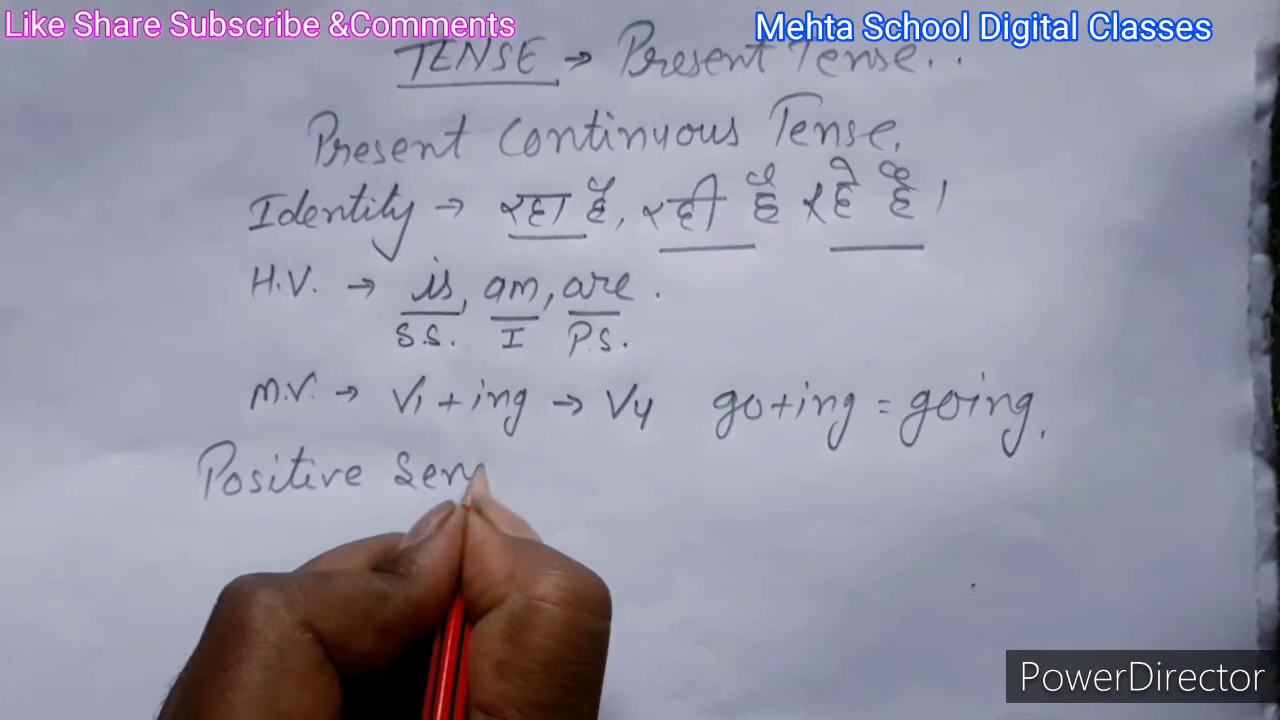 Like Share Subscribe &Comments
Mehta School Digital Classes
TENSE → Present Tense..
Present Continuous Tense.
Identity → रहा है, रही है रहे है।
H.V. → is, am, are.
S.S. I P.S.
M.V. → V1 + ing → V4 go+ing = going.
Positive Sen
PowerDirector